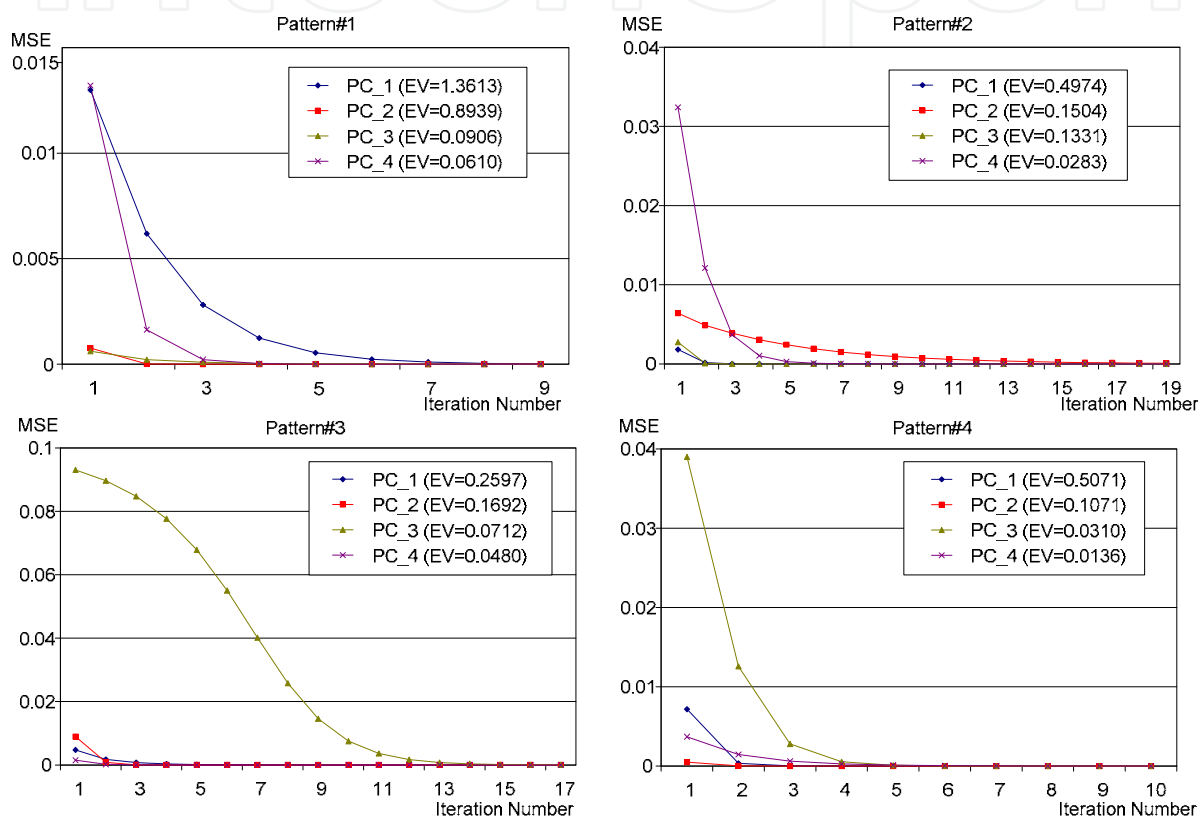 Pattern#1
MSE
0.015
0.01
0.005
0
PC_1 (EV=1.3613)
PC_2 (EV=0.8939)
PC_3 (EV=0.0906)
PC_4 (EV=0.0610)
1 3 5 7 9
Iteration Number
Pattern#2
MSE
0.04
0.03
0.02
0.01
0
PC_1 (EV=0.4974)
PC_2 (EV=0.1504)
PC_3 (EV=0.1331)
PC_4 (EV=0.0283)
1 3 5 7 9 11 13 15 17 19
Iteration Number
Pattern#3
MSE
0.1
0.08
0.06
0.04
0.02
0
PC_1 (EV=0.2597)
PC_2 (EV=0.1692)
PC_3 (EV=0.0712)
PC_4 (EV=0.0480)
1 3 5 7 9 11 13 15 17
Iteration Number
Pattern#4
MSE
0.04
0.03
0.02
0.01
0
PC_1 (EV=0.5071)
PC_2 (EV=0.1071)
PC_3 (EV=0.0310)
PC_4 (EV=0.0136)
1 2 3 4 5 6 7 8 9 10
Iteration Number